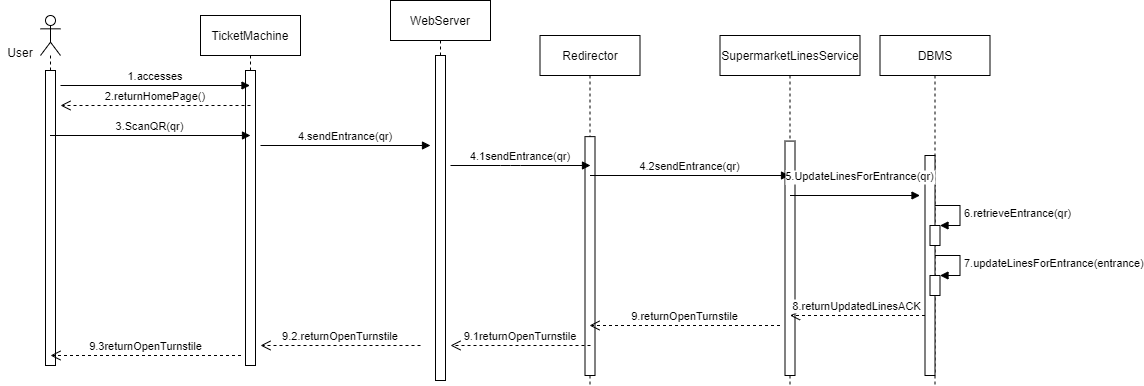 WebServer
TicketMachine
User
Redirector
SupermarketLinesService
DBMS
1.accesses
2.returnHomePage()
3.ScanQR(qr)
4.sendEntrance(qr)
4.1sendEntrance(qr)
4.2sendEntrance(qr)
5.UpdateLinesForEntrance(qr)
6.retrieveEntrance(qr)
7.updateLinesForEntrance(entrance)
8.returnUpdatedLinesACK
9.returnOpenTurnstile
9.1returnOpenTurnstile
9.2.returnOpenTurnstile
9.3returnOpenTurnstile